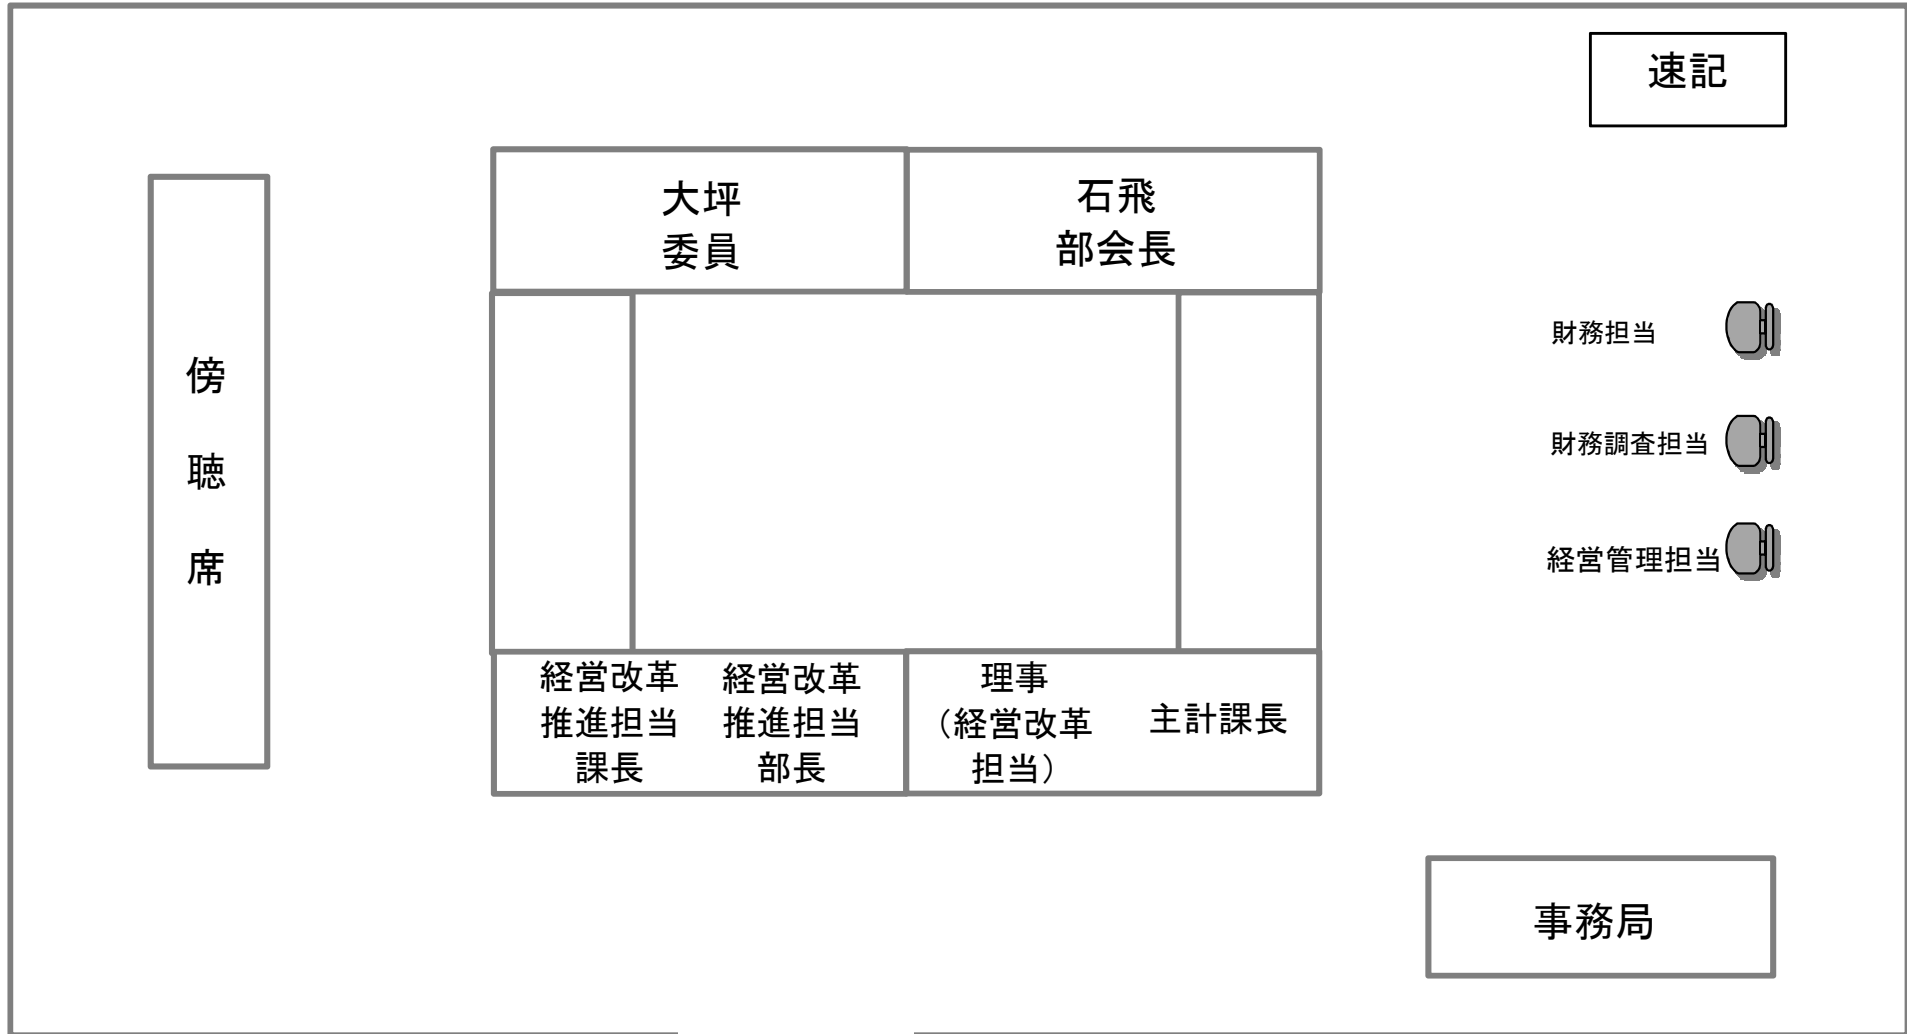 速記
大坪
委員
石飛
部会長
傍
聴
席
財務担当
財務調査担当
経営管理担当
経営改革
推進担当
課長
経営改革
推進担当
部長
理事
（経営改革
担当）
主計課長
事務局